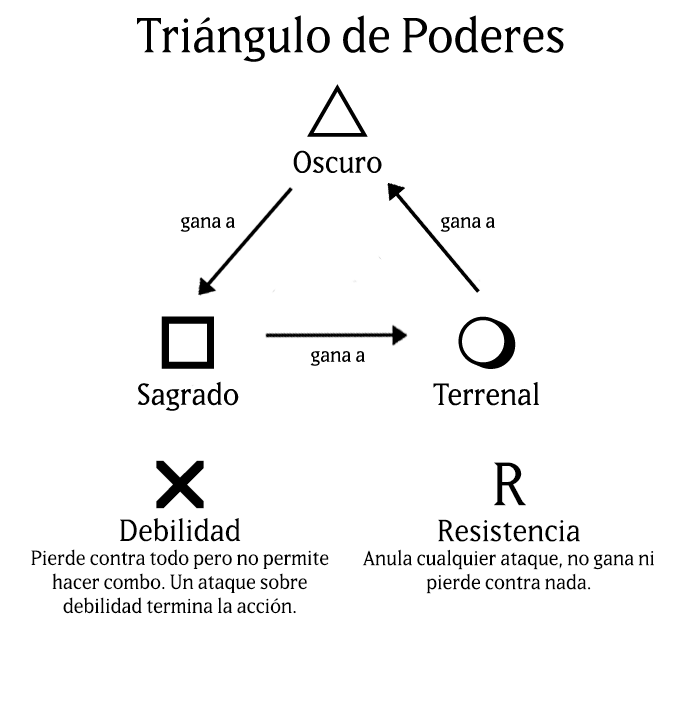 Triángulo de Poderes
Oscuro
gana a
gana a
gana a
Sagrado
Terrenal
Debilidad
Pierde contra todo pero no permite
hacer combo. Un ataque sobre
debilidad termina la acción.
R
Resistencia
Anula cualquier ataque, no gana ni
pierde contra nada.